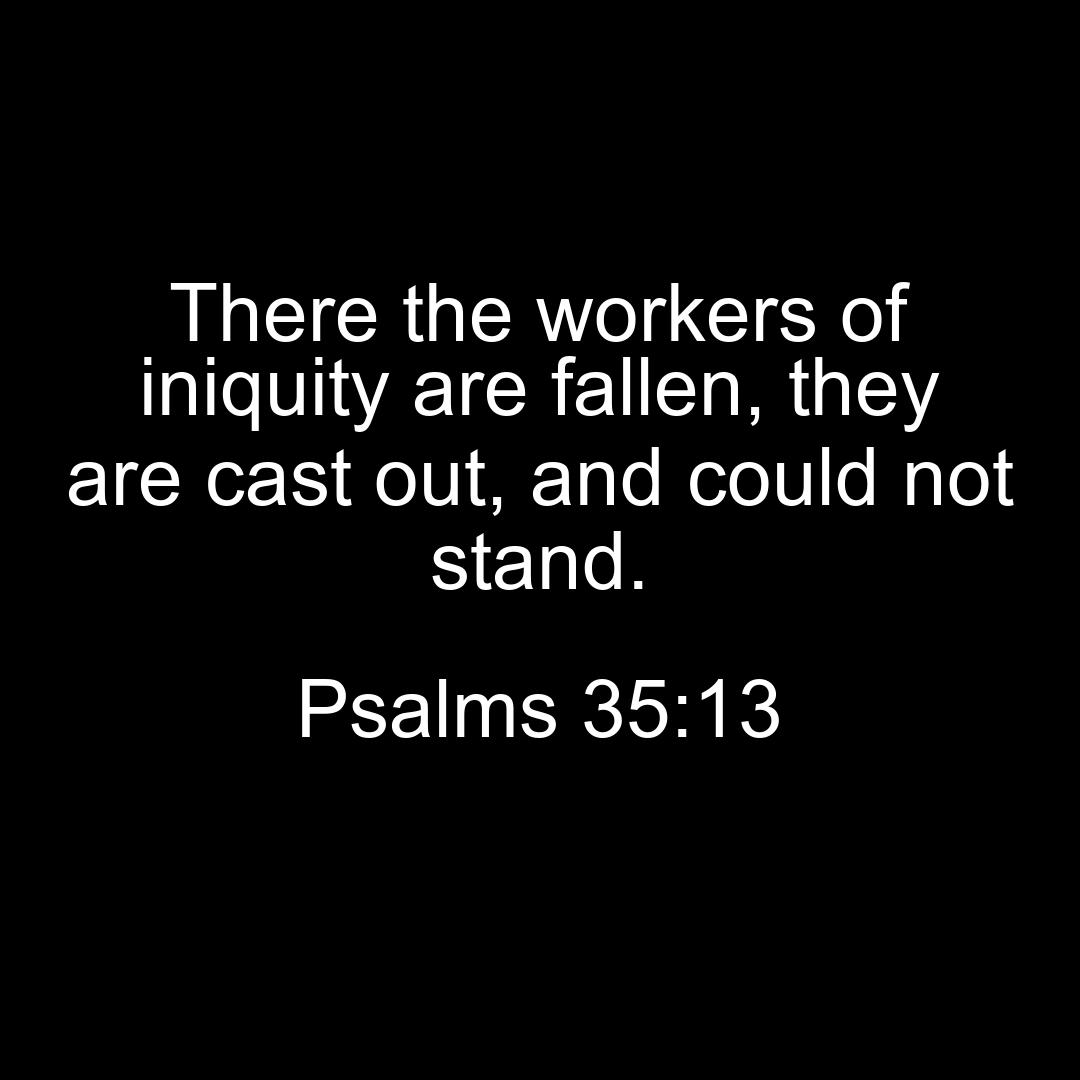 There the workers of
iniquity are fallen, they
are cast out, and could not
stand.
Psalms 35:13